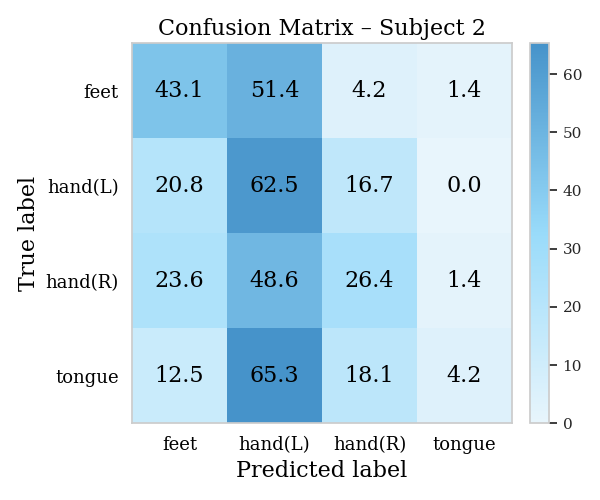 Confusion Matrix – Subject 2
True label
feet 43.1 51.4 4.2 1.4
hand(L) 20.8 62.5 16.7 0.0
hand(R) 23.6 48.6 26.4 1.4
tongue 12.5 65.3 18.1 4.2
feet hand(L) hand(R) tongue
Predicted label
60
50
40
30
20
10
0